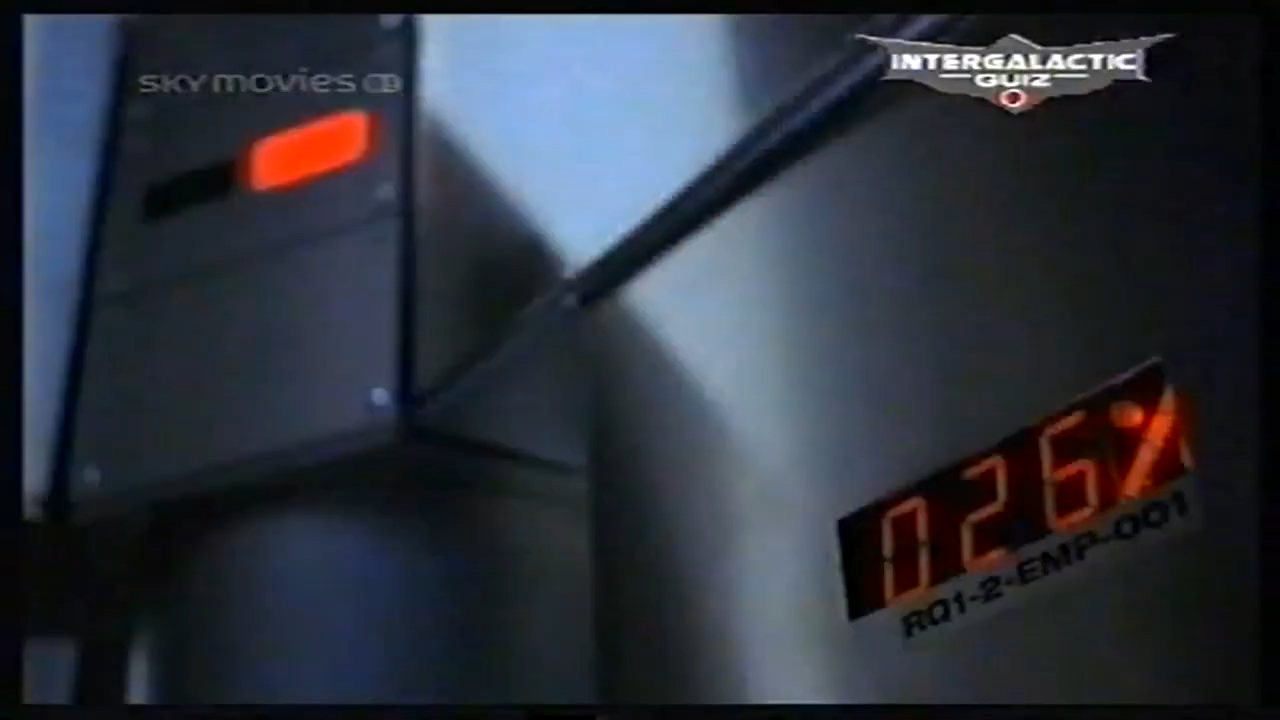 sky movies
INTERGALACTIC
QUIZ
026%
RQ1-2-EMP-001